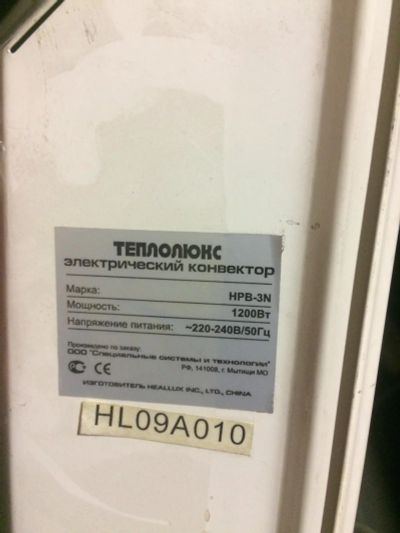 ТЕПЛОЛЮКС
электрический конвектор
Марка: HPB-3N
Мощность: 1200Вт
Напряжение питания: ~220-240В/50Гц
Произведено по заказу:
ООО "Специальные системы и технологии"
РФ, 141008, г. Мытищи МО
ИЗГОТОВИТЕЛЬ HEALLUX INC., LTD., CHINA
HL09A010